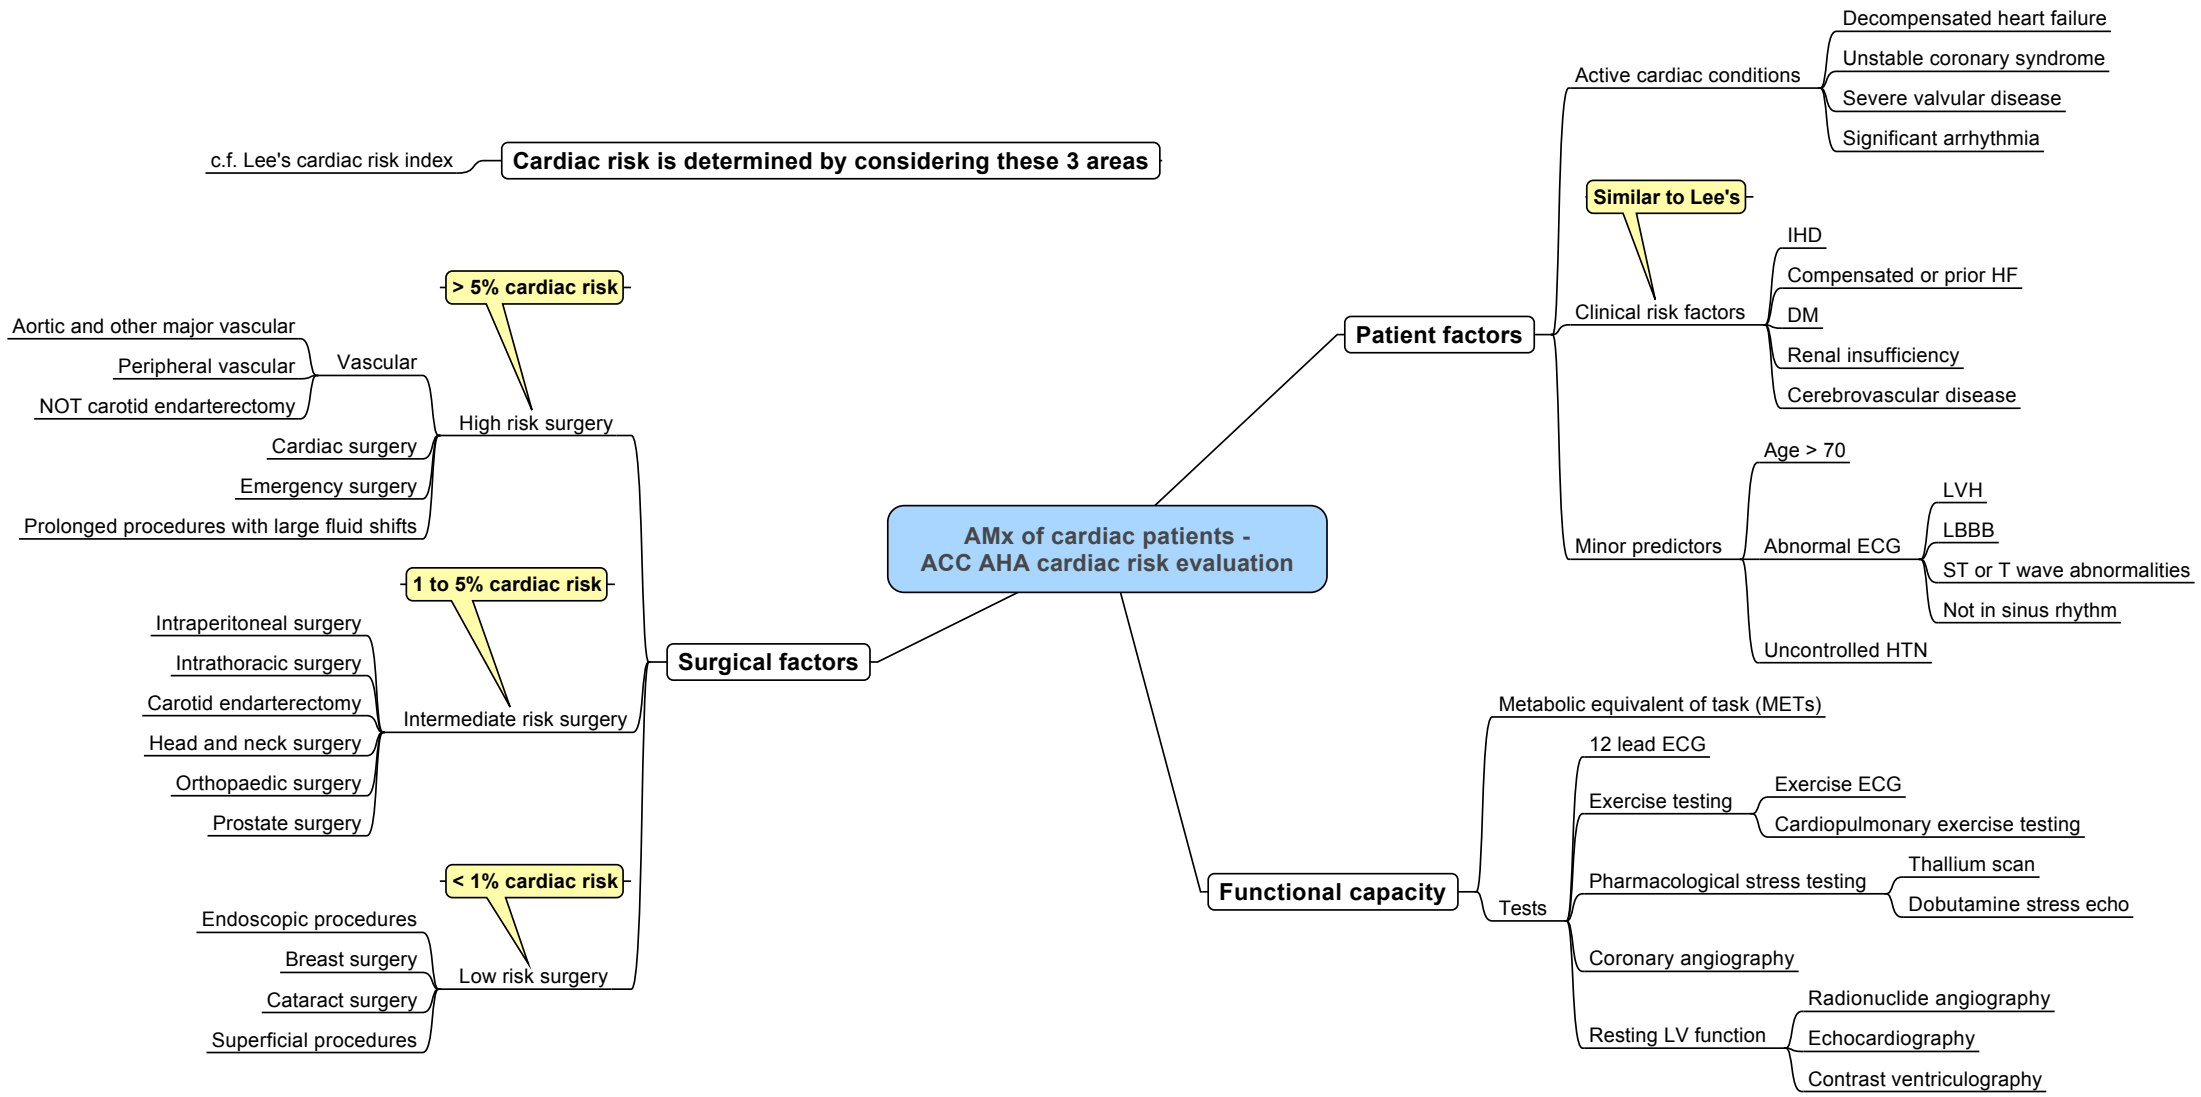 c.f. Lee's cardiac risk index
Cardiac risk is determined by considering these 3 areas
AMx of cardiac patients -
ACC AHA cardiac risk evaluation
Patient factors
Active cardiac conditions
Decompensated heart failure
Unstable coronary syndrome
Severe valvular disease
Significant arrhythmia
Similar to Lee's
Clinical risk factors
IHD
Compensated or prior HF
DM
Renal insufficiency
Cerebrovascular disease
Minor predictors
Age > 70
Abnormal ECG
LVH
LBBB
ST or T wave abnormalities
Not in sinus rhythm
Uncontrolled HTN
Functional capacity
Metabolic equivalent of task (METs)
Tests
12 lead ECG
Exercise testing
Exercise ECG
Cardiopulmonary exercise testing
Pharmacological stress testing
Thallium scan
Dobutamine stress echo
Coronary angiography
Resting LV function
Radionuclide angiography
Echocardiography
Contrast ventriculography
Surgical factors
> 5% cardiac risk
High risk surgery
Vascular
Aortic and other major vascular
Peripheral vascular
NOT carotid endarterectomy
Cardiac surgery
Emergency surgery
Prolonged procedures with large fluid shifts
1 to 5% cardiac risk
Intermediate risk surgery
Intraperitoneal surgery
Intrathoracic surgery
Carotid endarterectomy
Head and neck surgery
Orthopaedic surgery
Prostate surgery
< 1% cardiac risk
Low risk surgery
Endoscopic procedures
Breast surgery
Cataract surgery
Superficial procedures